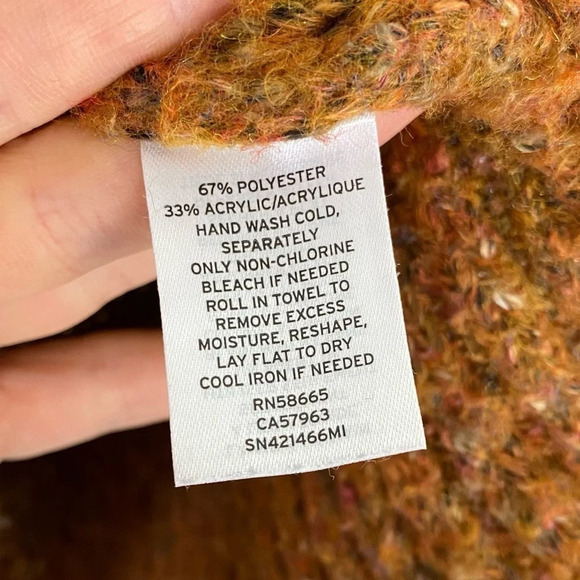 67% POLYESTER
33% ACRYLIC/ACRYLIQUE
HAND WASH COLD,
SEPARATELY
ONLY NON-CHLORINE
BLEACH IF NEEDED
ROLL IN TOWEL TO
REMOVE EXCESS
MOISTURE, RESHAPE,
LAY FLAT TO DRY
COOL IRON IF NEEDED
RN58665
CA57963
SN421466MI